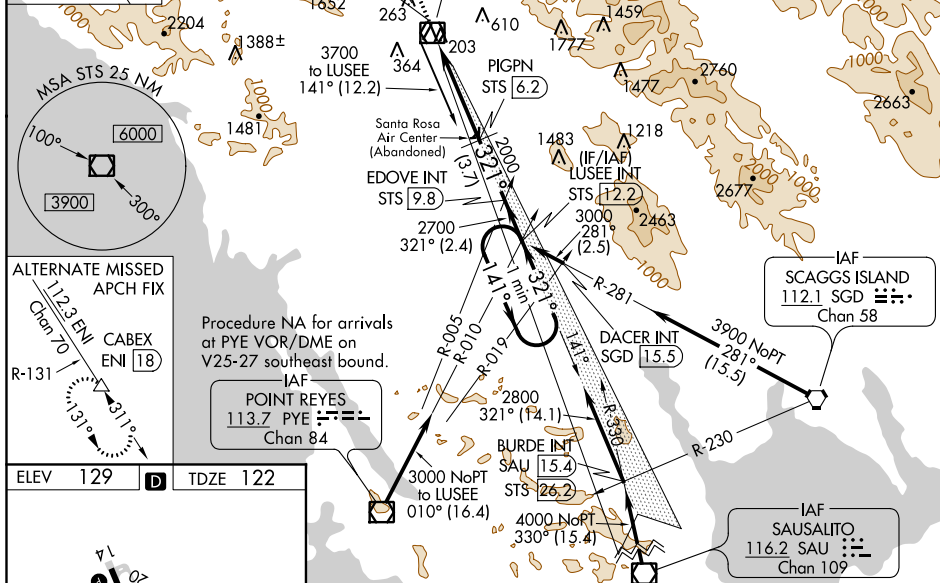 2204
1388±
1000
1481
MSA STS 25 NM
100°
6000
3900
300°
1652
263
203
364
610
1777
1459
1477
2760
1000
2663
3700
to LUSEE
141° (12.2)
PIGPN
STS 6.2
Santa Rosa
Air Center
(Abandoned)
321°
2000
(3.7)
1483
1218
(IF/IAF)
LUSEE INT
STS 12.2
2000
2677
2463
1000
EDOVE INT
STS 9.8
2700
321° (2.4)
3000
281°
(2.5)
141°
1 min
321°
ALTERNATE MISSED
APCH FIX
112.3 ENI
Chan 70
CABEX
ENI 18
R-131
131°
311°
Procedure NA for arrivals
at PYE VOR/DME on
V25-27 southeast bound.
IAF
POINT REYES
113.7 PYE
Chan 84
R-005
R-010
R-019
R-281
DACER INT
SGD 15.5
3900 NoPT
281°
(15.5)
IAF
SCAGGS ISLAND
112.1 SGD
Chan 58
141°
R-330
2800
321° (14.1)
BURDE INT
SAU 15.4
STS 26.2
R-230
3000 NoPT
to LUSEE
010° (16.4)
4000 NoPT
330° (15.4)
IAF
SAUSALITO
116.2 SAU
Chan 109
ELEV 129
D
TDZE 122
14
20